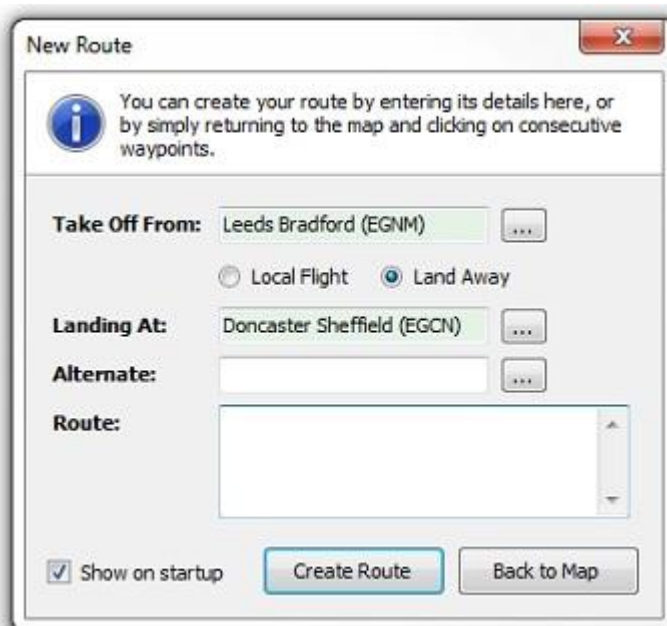 New Route
You can create your route by entering its details here, or
by simply returning to the map and clicking on consecutive
waypoints.
Take Off From: Leeds Bradford (EGNM) ...
Local Flight Land Away
Landing At: Doncaster Sheffield (EGCN) ...
Alternate: ...
Route:
Show on startup Create Route Back to Map